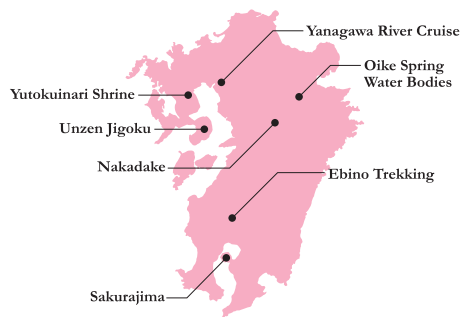 Yanagawa River Cruise
Oike Spring
Water Bodies
Yutokuinari Shrine
Unzen Jigoku
Nakadake
Ebino Trekking
Sakurajima